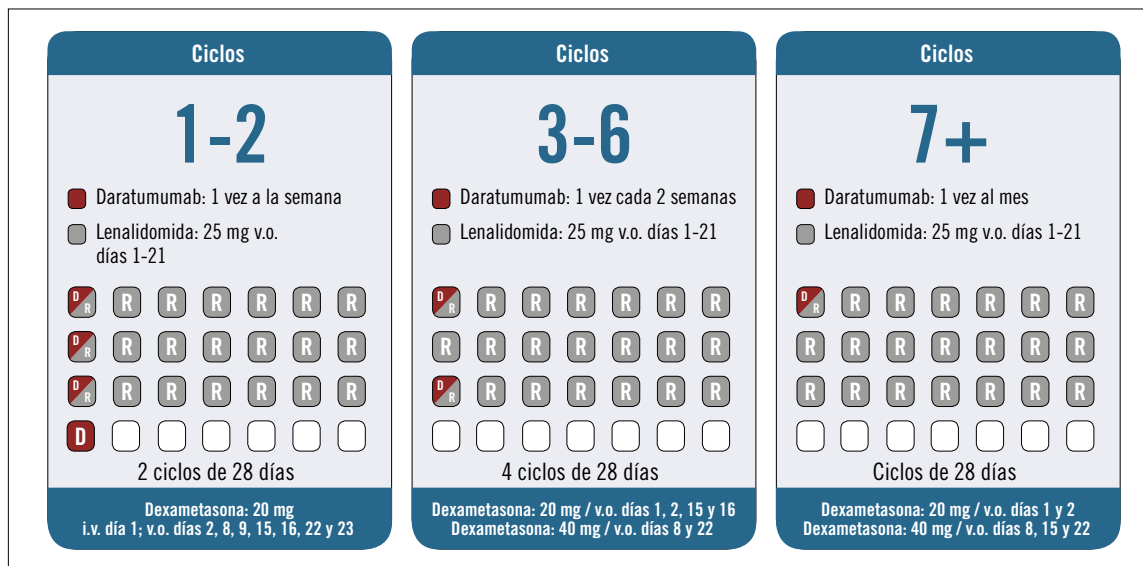 Ciclos
1-2
Daratumumab: 1 vez a la semana
Lenalidomida: 25 mg v.o.
días 1-21
D R R R R R R R
D R R R R R R R
D R R R R R R R
D
2 ciclos de 28 días
Dexametasona: 20 mg
i.v. día 1; v.o. días 2, 8, 9, 15, 16, 22 y 23
Ciclos
3-6
Daratumumab: 1 vez cada 2 semanas
Lenalidomida: 25 mg v.o. días 1-21
D R R R R R R R
R R R R R R R
D R R R R R R R
4 ciclos de 28 días
Dexametasona: 20 mg / v.o. días 1, 2, 15 y 16
Dexametasona: 40 mg / v.o. días 8 y 22
Ciclos
7+
Daratumumab: 1 vez al mes
Lenalidomida: 25 mg v.o. días 1-21
D R R R R R R R
R R R R R R R
R R R R R R R
Ciclos de 28 días
Dexametasona: 20 mg / v.o. días 1 y 2
Dexametasona: 40 mg / v.o. días 8, 15 y 22